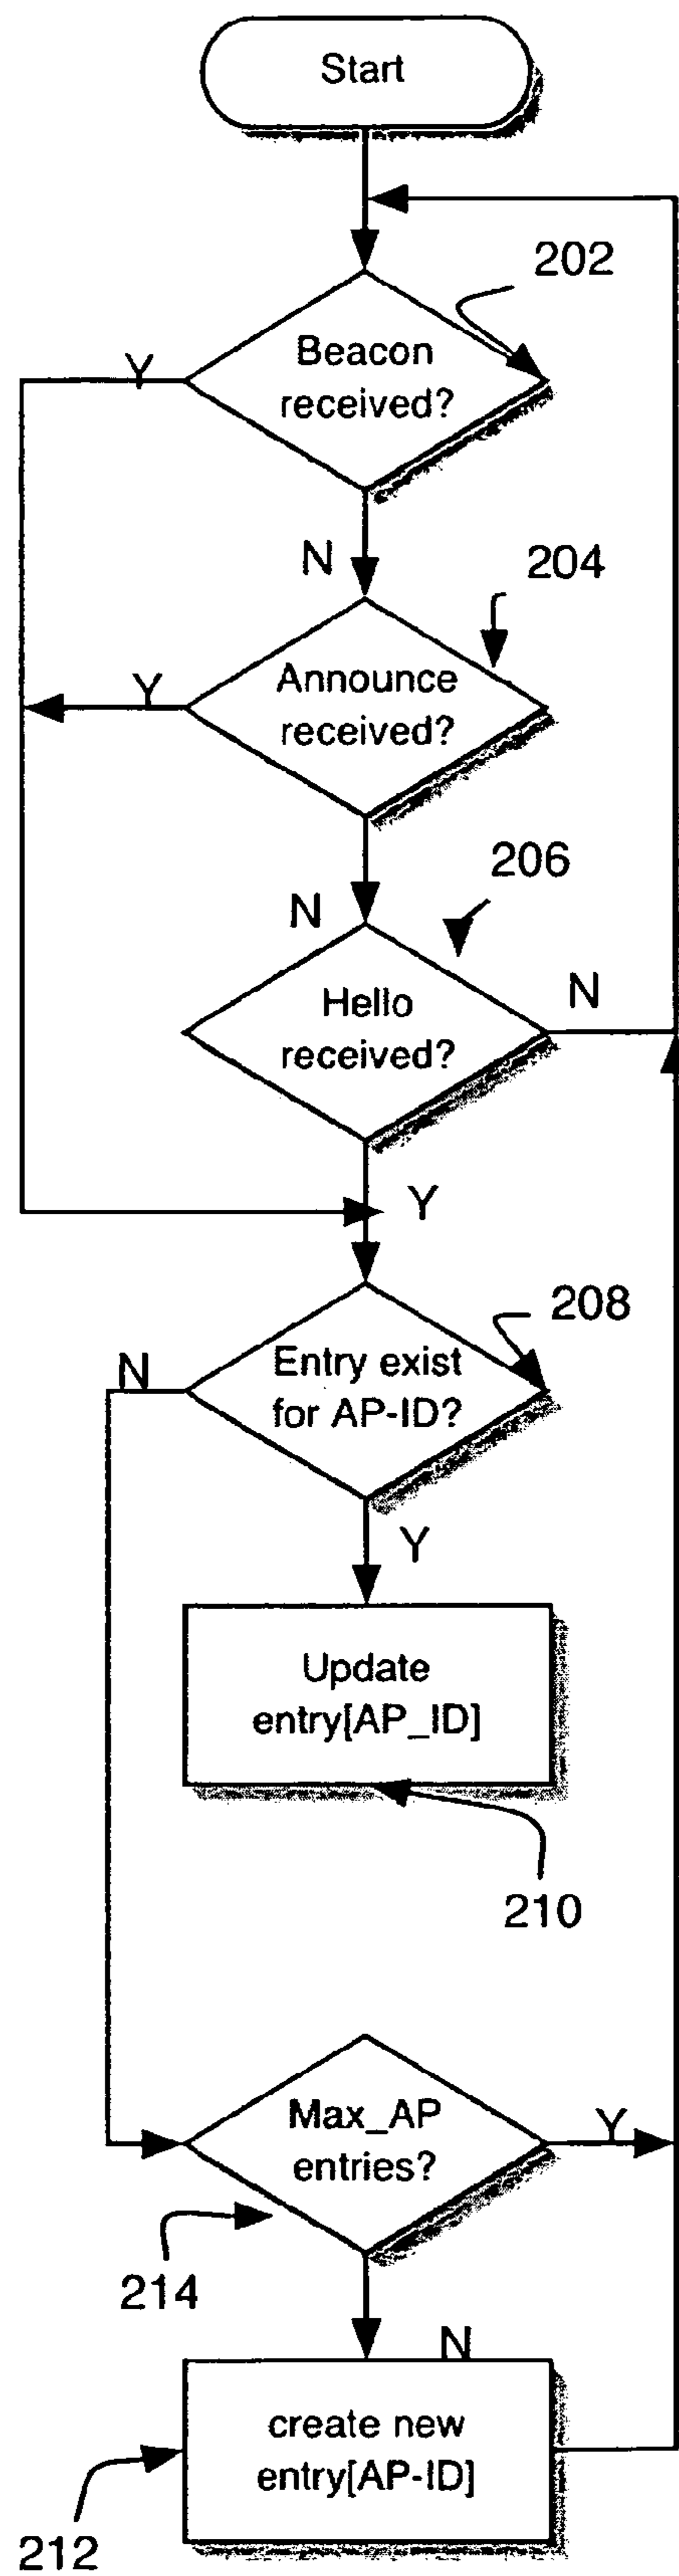 Start
202
Beacon
received?
Y
N
204
Announce
received?
Y
206
N
Hello
received?
N
Y
208
N
Entry exist
for AP-ID?
Y
Update
entry[AP_ID]
210
Max_AP
entries?
Y
214
N
create new
entry[AP-ID]
212